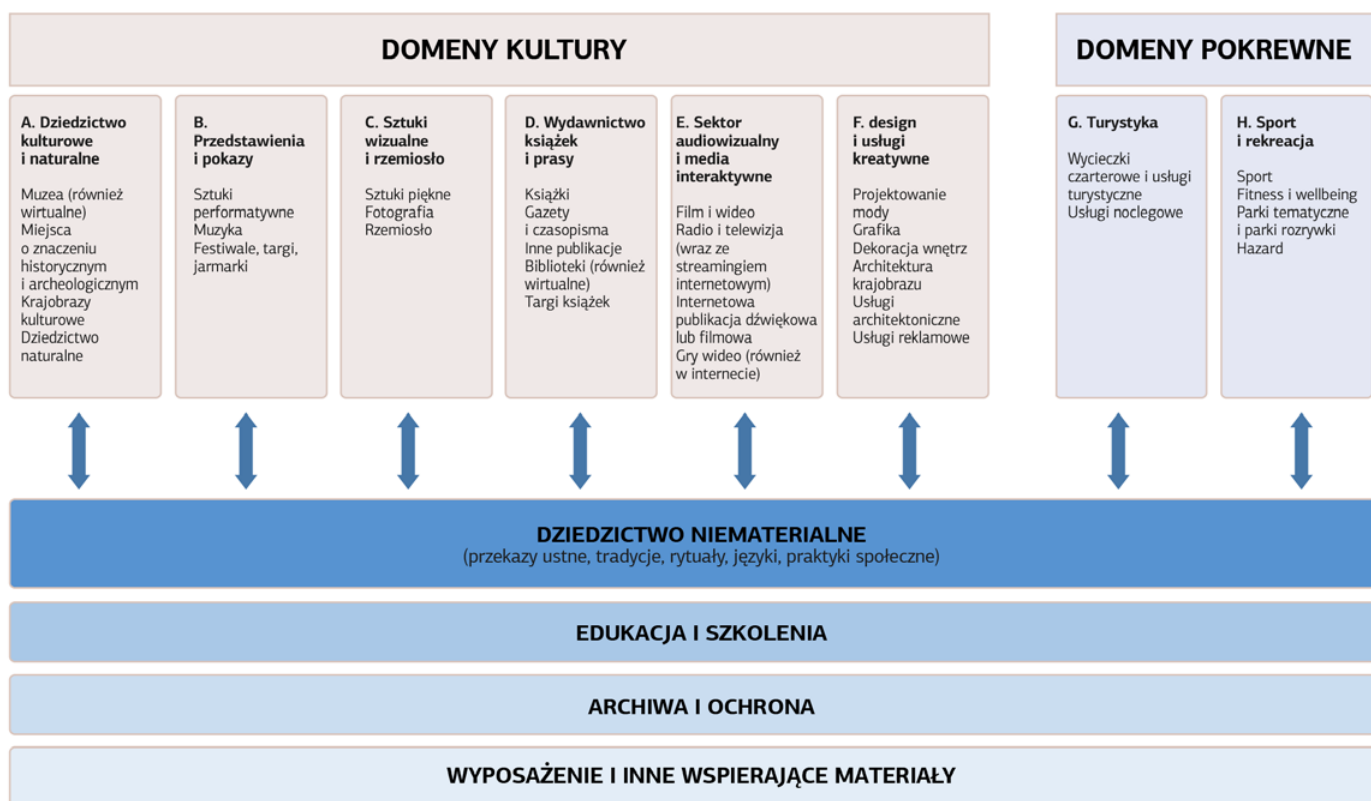 DOMENY KULTURY
DOMENY POKREWNE
A. Dziedzictwo
kulturowe
i naturalne
Muzea (również
wirtualne)
Miejsca
o znaczeniu
historycznym
i archeologicznym
Krajobrazy
kulturowe
Dziedzictwo
naturalne
B.
Przedstawienia
i pokazy
Sztuki
performatywne
Muzyka
Festiwale, targi,
jarmarki
C. Sztuki
wizualne
i rzemiosło
Sztuki piękne
Fotografia
Rzemiosło
D. Wydawnictwo
książek
i prasy
Książki
Gazety
i czasopisma
Inne publikacje
Biblioteki (również
wirtualne)
Targi książek
E. Sektor
audiowizualny
i media
interaktywne
Film i wideo
Radio i telewizja
(wraz ze
streamingiem
internetowym)
Internetowa
publikacja dźwiękowa
lub filmowa
Gry wideo (również
w internecie)
F. design
i usługi
kreatywne
Projektowanie
mody
Grafika
Dekoracja wnętrz
Architektura
krajobrazu
Usługi
architektoniczne
Usługi reklamowe
G. Turystyka
Wycieczki
czarterowe i usługi
turystyczne
Usługi noclegowe
H. Sport
i rekreacja
Sport
Fitness i wellbeing
Parki tematyczne
i parki rozrywki
Hazard
DZIEDZICTWO NIEMATERIALNE
(przekazy ustne, tradycje, rytuały, języki, praktyki społeczne)
EDUKACJA I SZKOLENIA
ARCHIWA I OCHRONA
WYPOSAŻENIE I INNE WSPIERAJĄCE MATERIAŁY